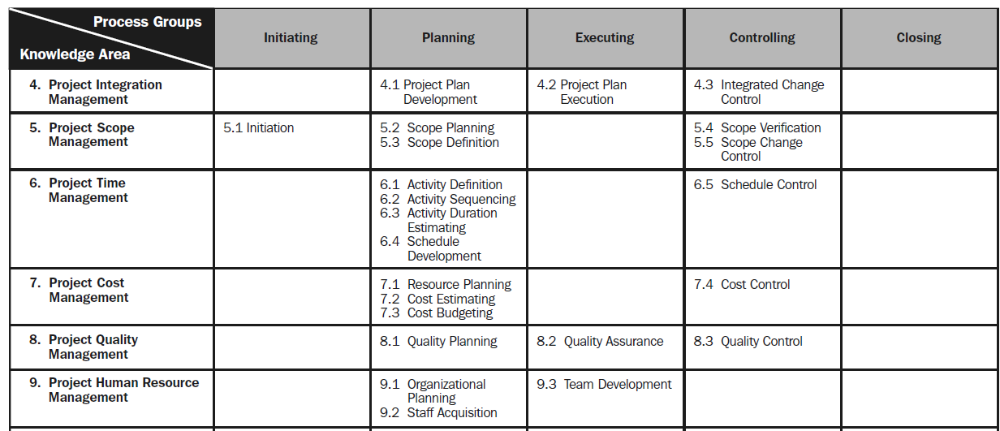 Process Groups
Knowledge Area
Initiating
Planning
Executing
Controlling
Closing
4. Project Integration
Management
4.1 Project Plan
Development
4.2 Project Plan
Execution
4.3 Integrated Change
Control
5. Project Scope
Management
5.1 Initiation
5.2 Scope Planning
5.3 Scope Definition
5.4 Scope Verification
5.5 Scope Change
Control
6. Project Time
Management
6.1 Activity Definition
6.2 Activity Sequencing
6.3 Activity Duration
Estimating
6.4 Schedule
Development
6.5 Schedule Control
7. Project Cost
Management
7.1 Resource Planning
7.2 Cost Estimating
7.3 Cost Budgeting
7.4 Cost Control
8. Project Quality
Management
8.1 Quality Planning
8.2 Quality Assurance
8.3 Quality Control
9. Project Human Resource
Management
9.1 Organizational
Planning
9.2 Staff Acquisition
9.3 Team Development